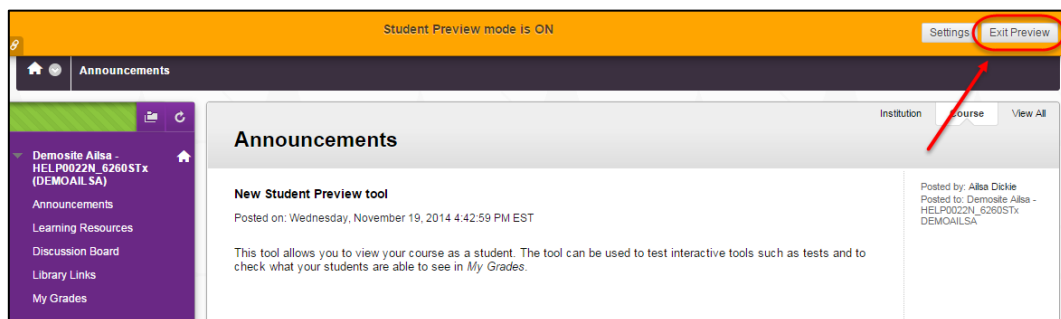 Student Preview mode is ON
Settings
Exit Preview
Announcements
Demosite Ailsa -
HELP0022N_6260STx
(DEMOAILSA)
Announcements
Learning Resources
Discussion Board
Library Links
My Grades
Institution
Course
View All
Announcements
New Student Preview tool
Posted on: Wednesday, November 19, 2014 4:42:59 PM EST
This tool allows you to view your course as a student. The tool can be used to test interactive tools such as tests and to
check what your students are able to see in My Grades.
Posted by: Ailsa Dickie
Posted to: Demosite Ailsa -
HELP0022N_6260STx
DEMOAILSA